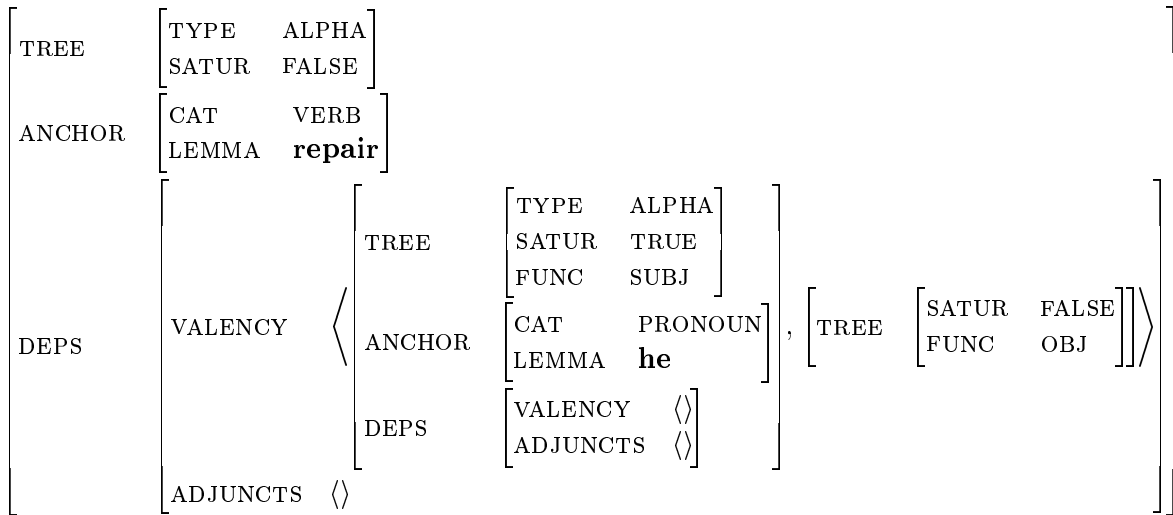 TREE
TYPE ALPHA
SATUR FALSE
ANCHOR
CAT VERB
LEMMA repair
DEPS
VALENCY ⟨
TREE
TYPE ALPHA
SATUR TRUE
FUNC SUBJ
ANCHOR
CAT PRONOUN
LEMMA he
DEPS
VALENCY ⟨⟩
ADJUNCTS ⟨⟩
,
TREE
SATUR FALSE
FUNC OBJ
⟩
ADJUNCTS ⟨⟩